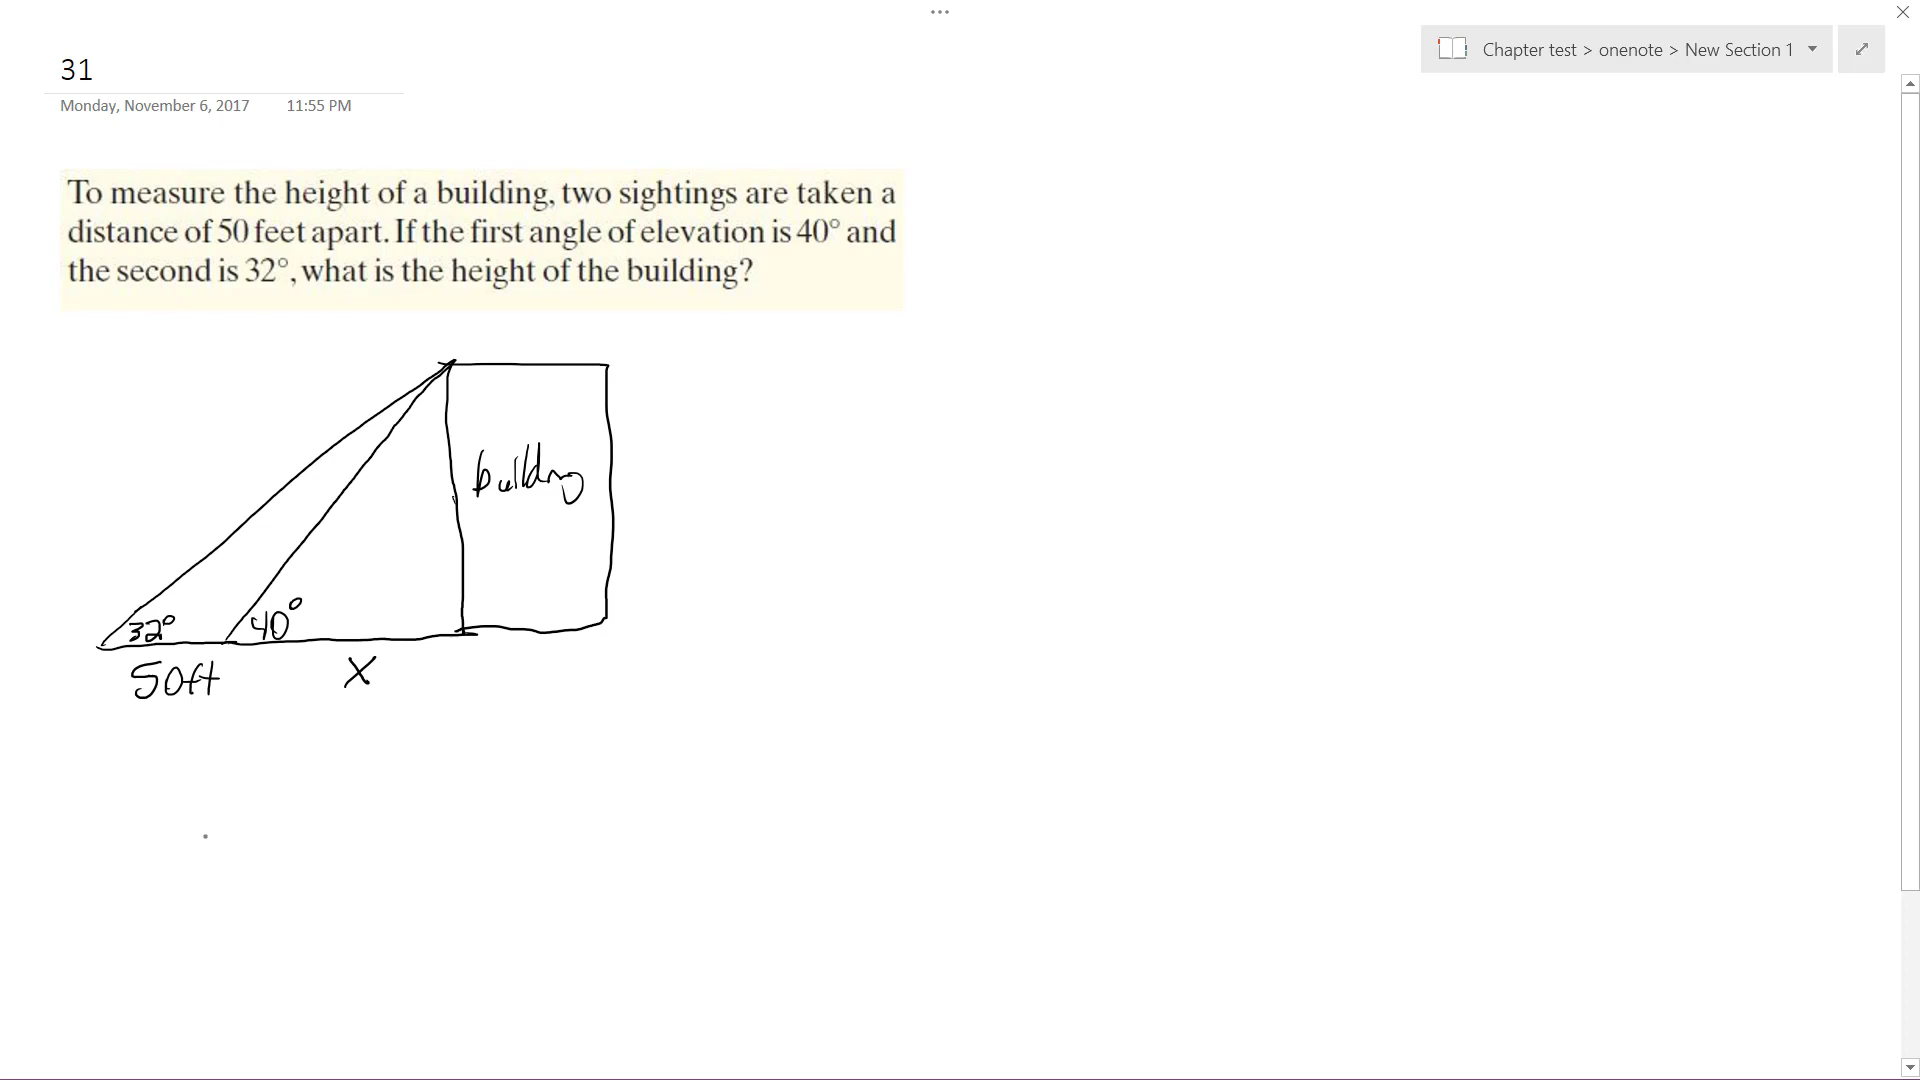 Chapter test > onenote > New Section 1
31
Monday, November 6, 2017 11:55 PM
To measure the height of a building, two sightings are taken a
distance of 50 feet apart. If the first angle of elevation is 40° and
the second is 32°, what is the height of the building?
building
32° 40°
50ft X